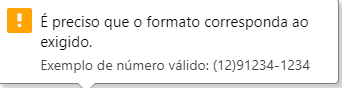 É preciso que o formato corresponda ao
exigido.
Exemplo de número válido: (12)91234-1234